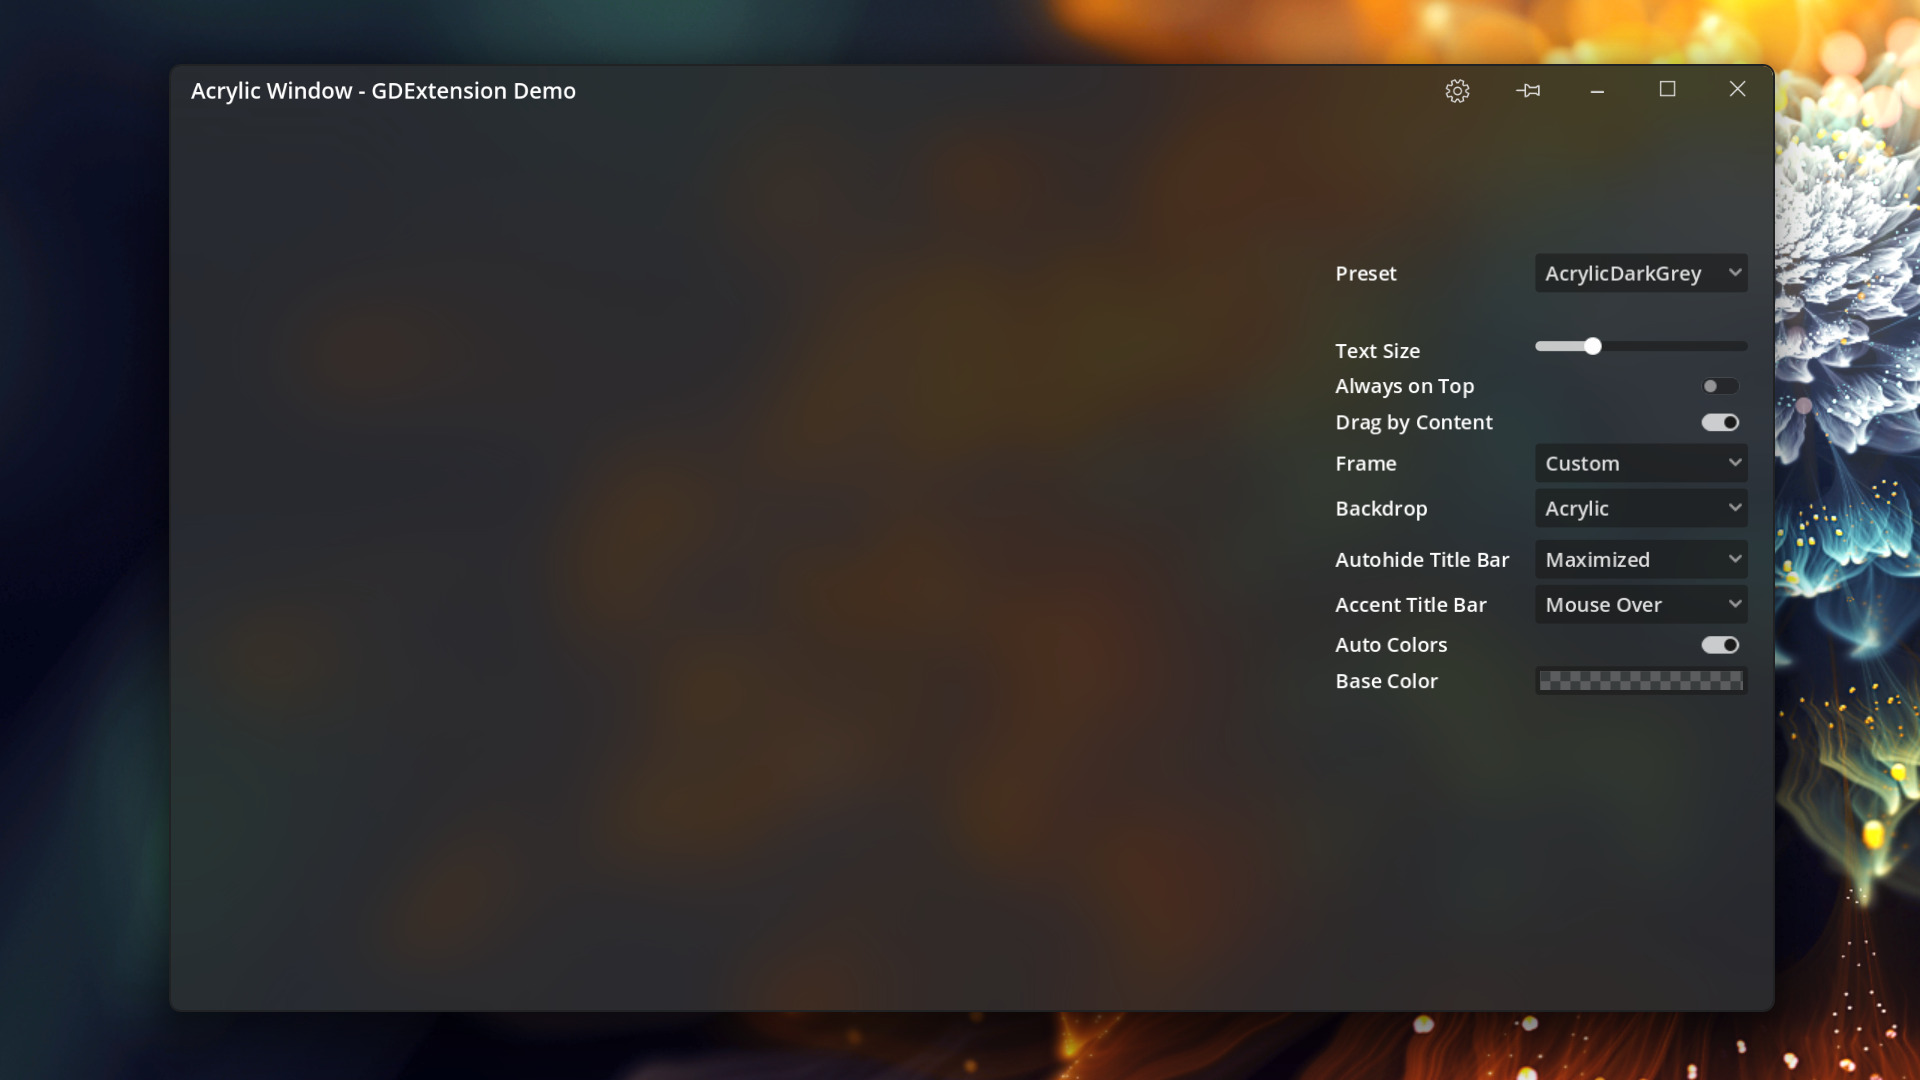 Acrylic Window - GDExtension Demo
Preset AcrylicDarkGrey
Text Size
Always on Top
Drag by Content
Frame Custom
Backdrop Acrylic
Autohide Title Bar Maximized
Accent Title Bar Mouse Over
Auto Colors
Base Color